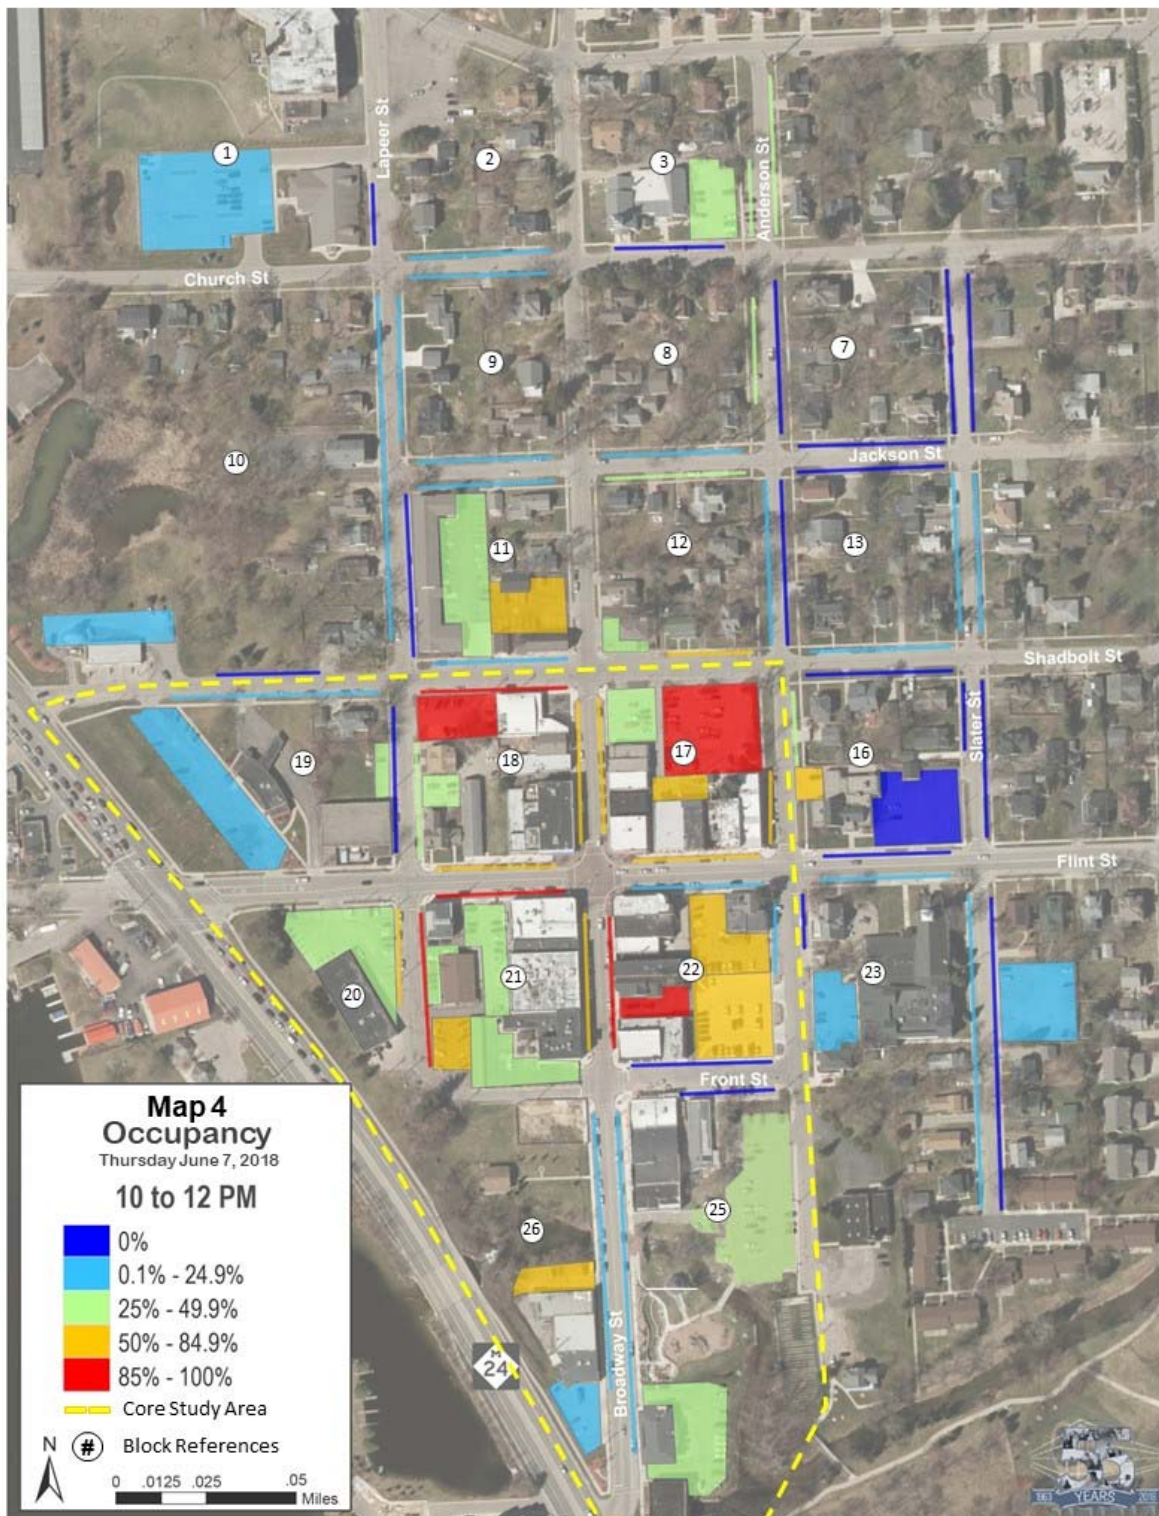 1
2
3
Lapeer St
Anderson St
Church St
9
8
7
10
Jackson St
11
12
13
Shadbolt St
19
18
17
16
Slater St
Flint St
20
21
22
23
Front St
25
26
Broadway St
M
24
Map 4
Occupancy
Thursday June 7, 2018
10 to 12 PM
0%
0.1% - 24.9%
25% - 49.9%
50% - 84.9%
85% - 100%
Core Study Area
N
# Block References
0 .0125 .025 .05
Miles
1963 YEARS 2018